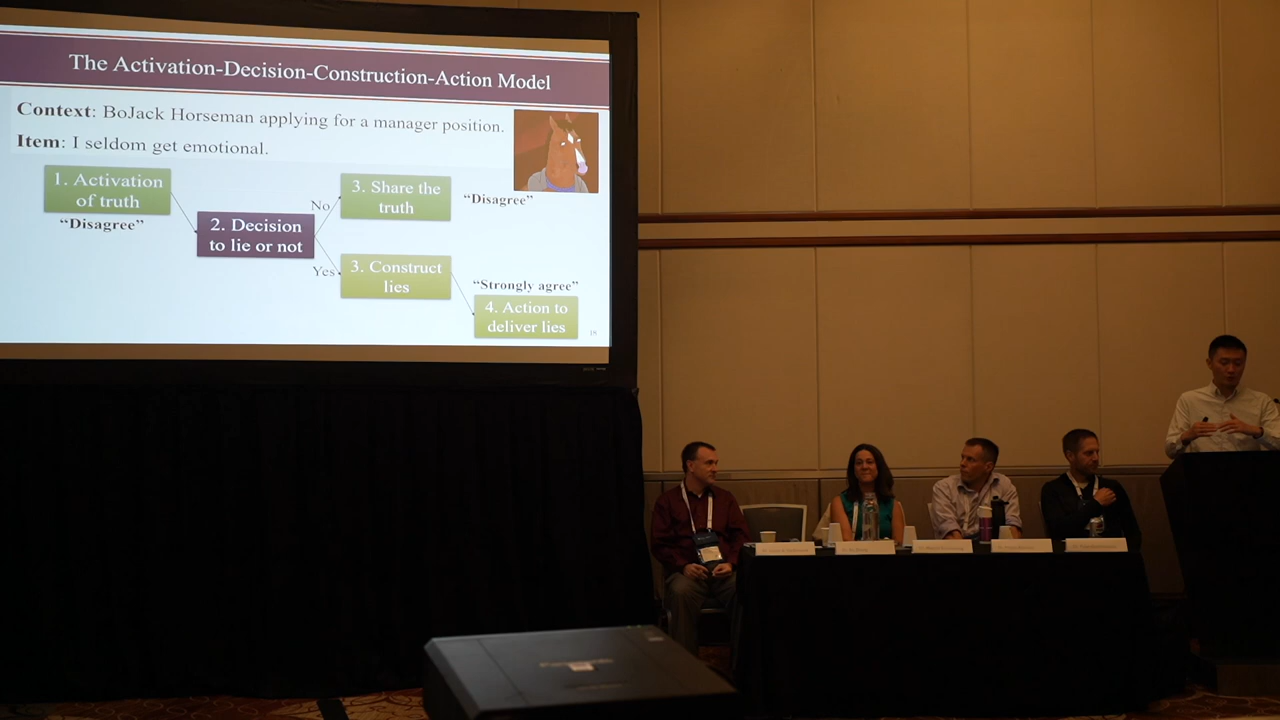 The Activation-Decision-Construction-Action Model
Context: BoJack Horseman applying for a manager position.
Item: I seldom get emotional.
1. Activation
of truth
"Disagree"
2. Decision
to lie or not
No
Yes
3. Share the
truth
"Disagree"
3. Construct
lies
"Strongly agree"
4. Action to
deliver lies